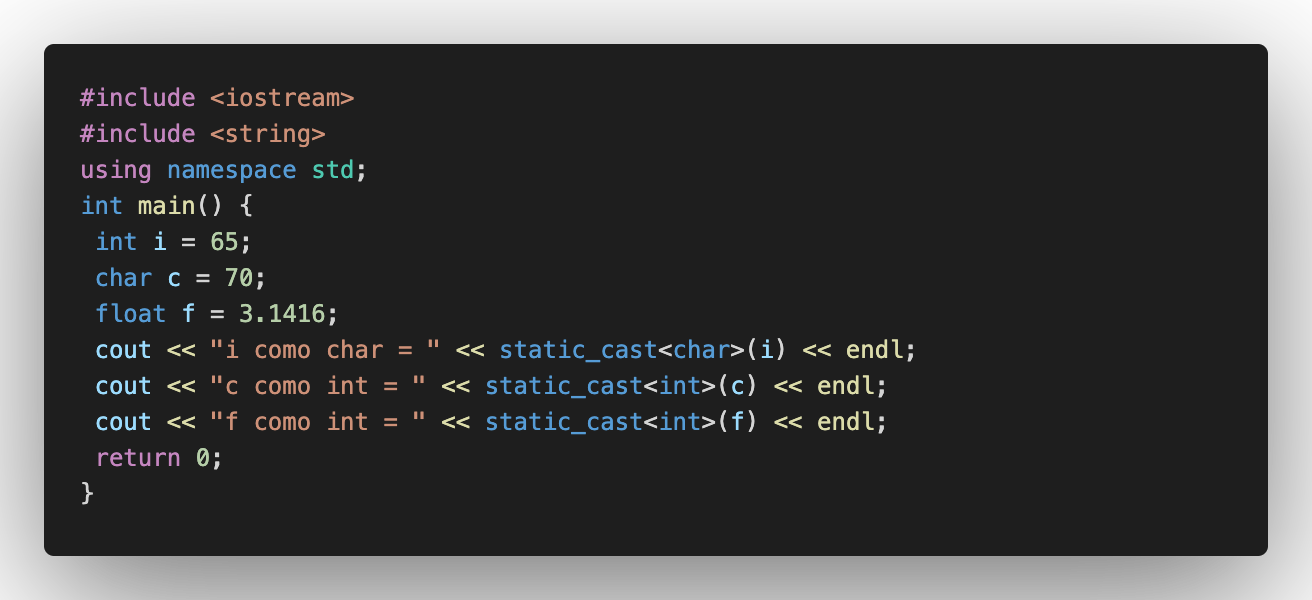 #include <iostream>
#include <string>
using namespace std;
int main() {
 int i = 65;
 char c = 70;
 float f = 3.1416;
 cout << "i como char = " << static_cast<char>(i) << endl;
 cout << "c como int = " << static_cast<int>(c) << endl;
 cout << "f como int = " << static_cast<int>(f) << endl;
 return 0;
}